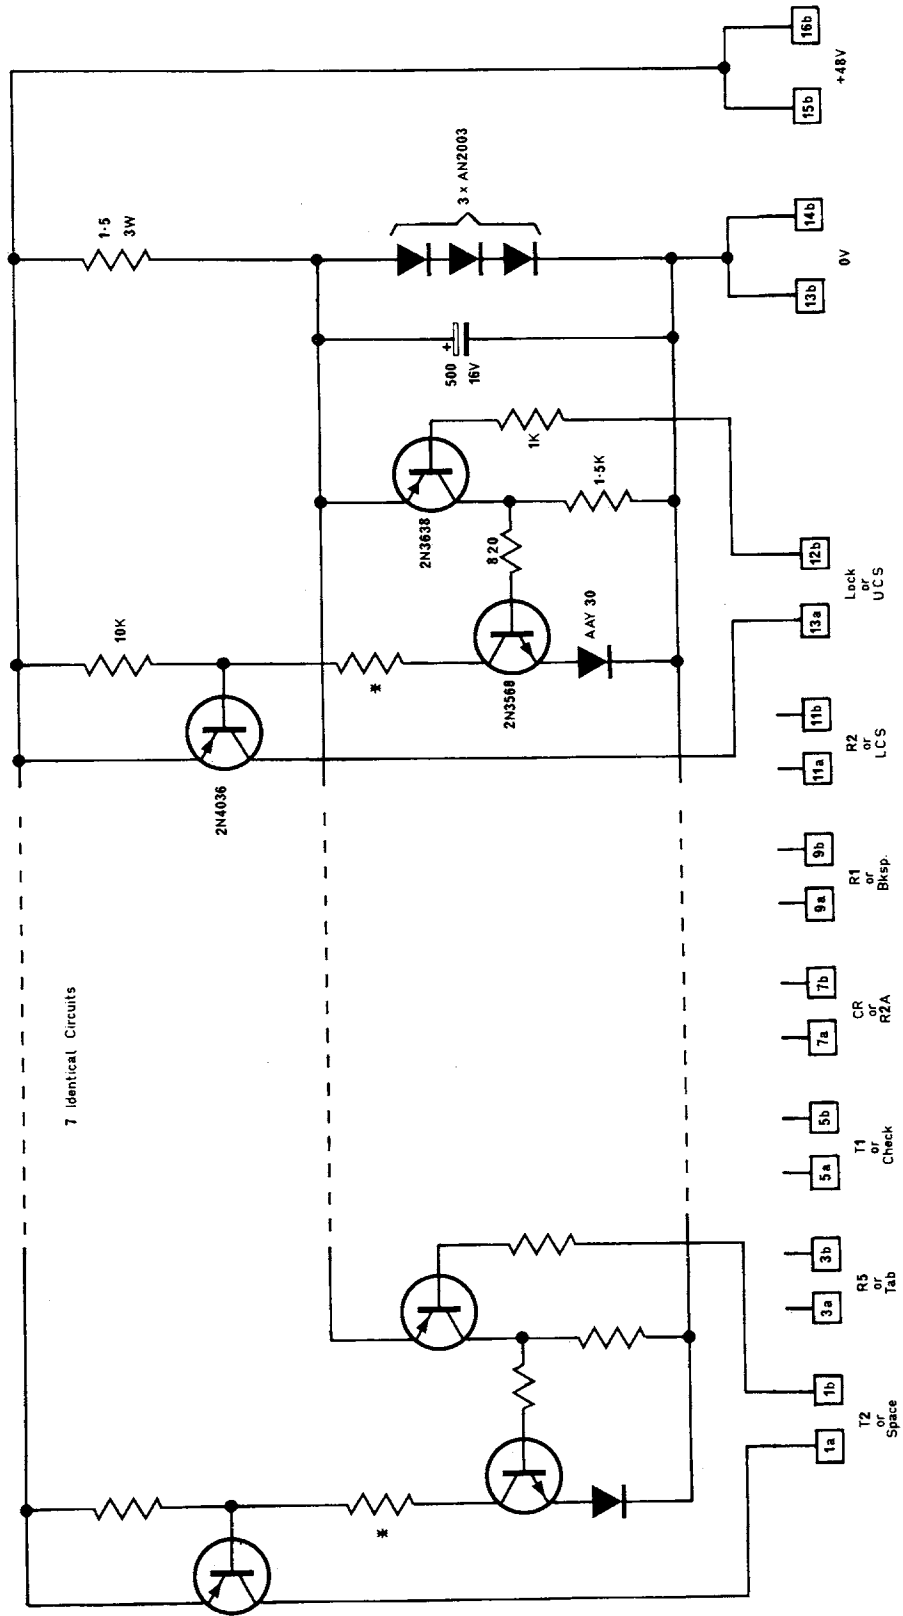 16b
+48V
15b
1·5
3W
3 x AN2003
14b
0V
13b
+
500
16V
1K
2N3638
1·5K
820
12b
Lock
or
UCS
13a
10K
*
AAY 30
2N3568
2N4036
11b
R2
or
LCS
11a
9b
R1
or
Bksp.
9a
7 Identical Circuits
7b
CR
or
R2A
7a
5b
T1
or
Check
5a
3b
R5
or
Tab
3a
1b
T2
or
Space
1a
*